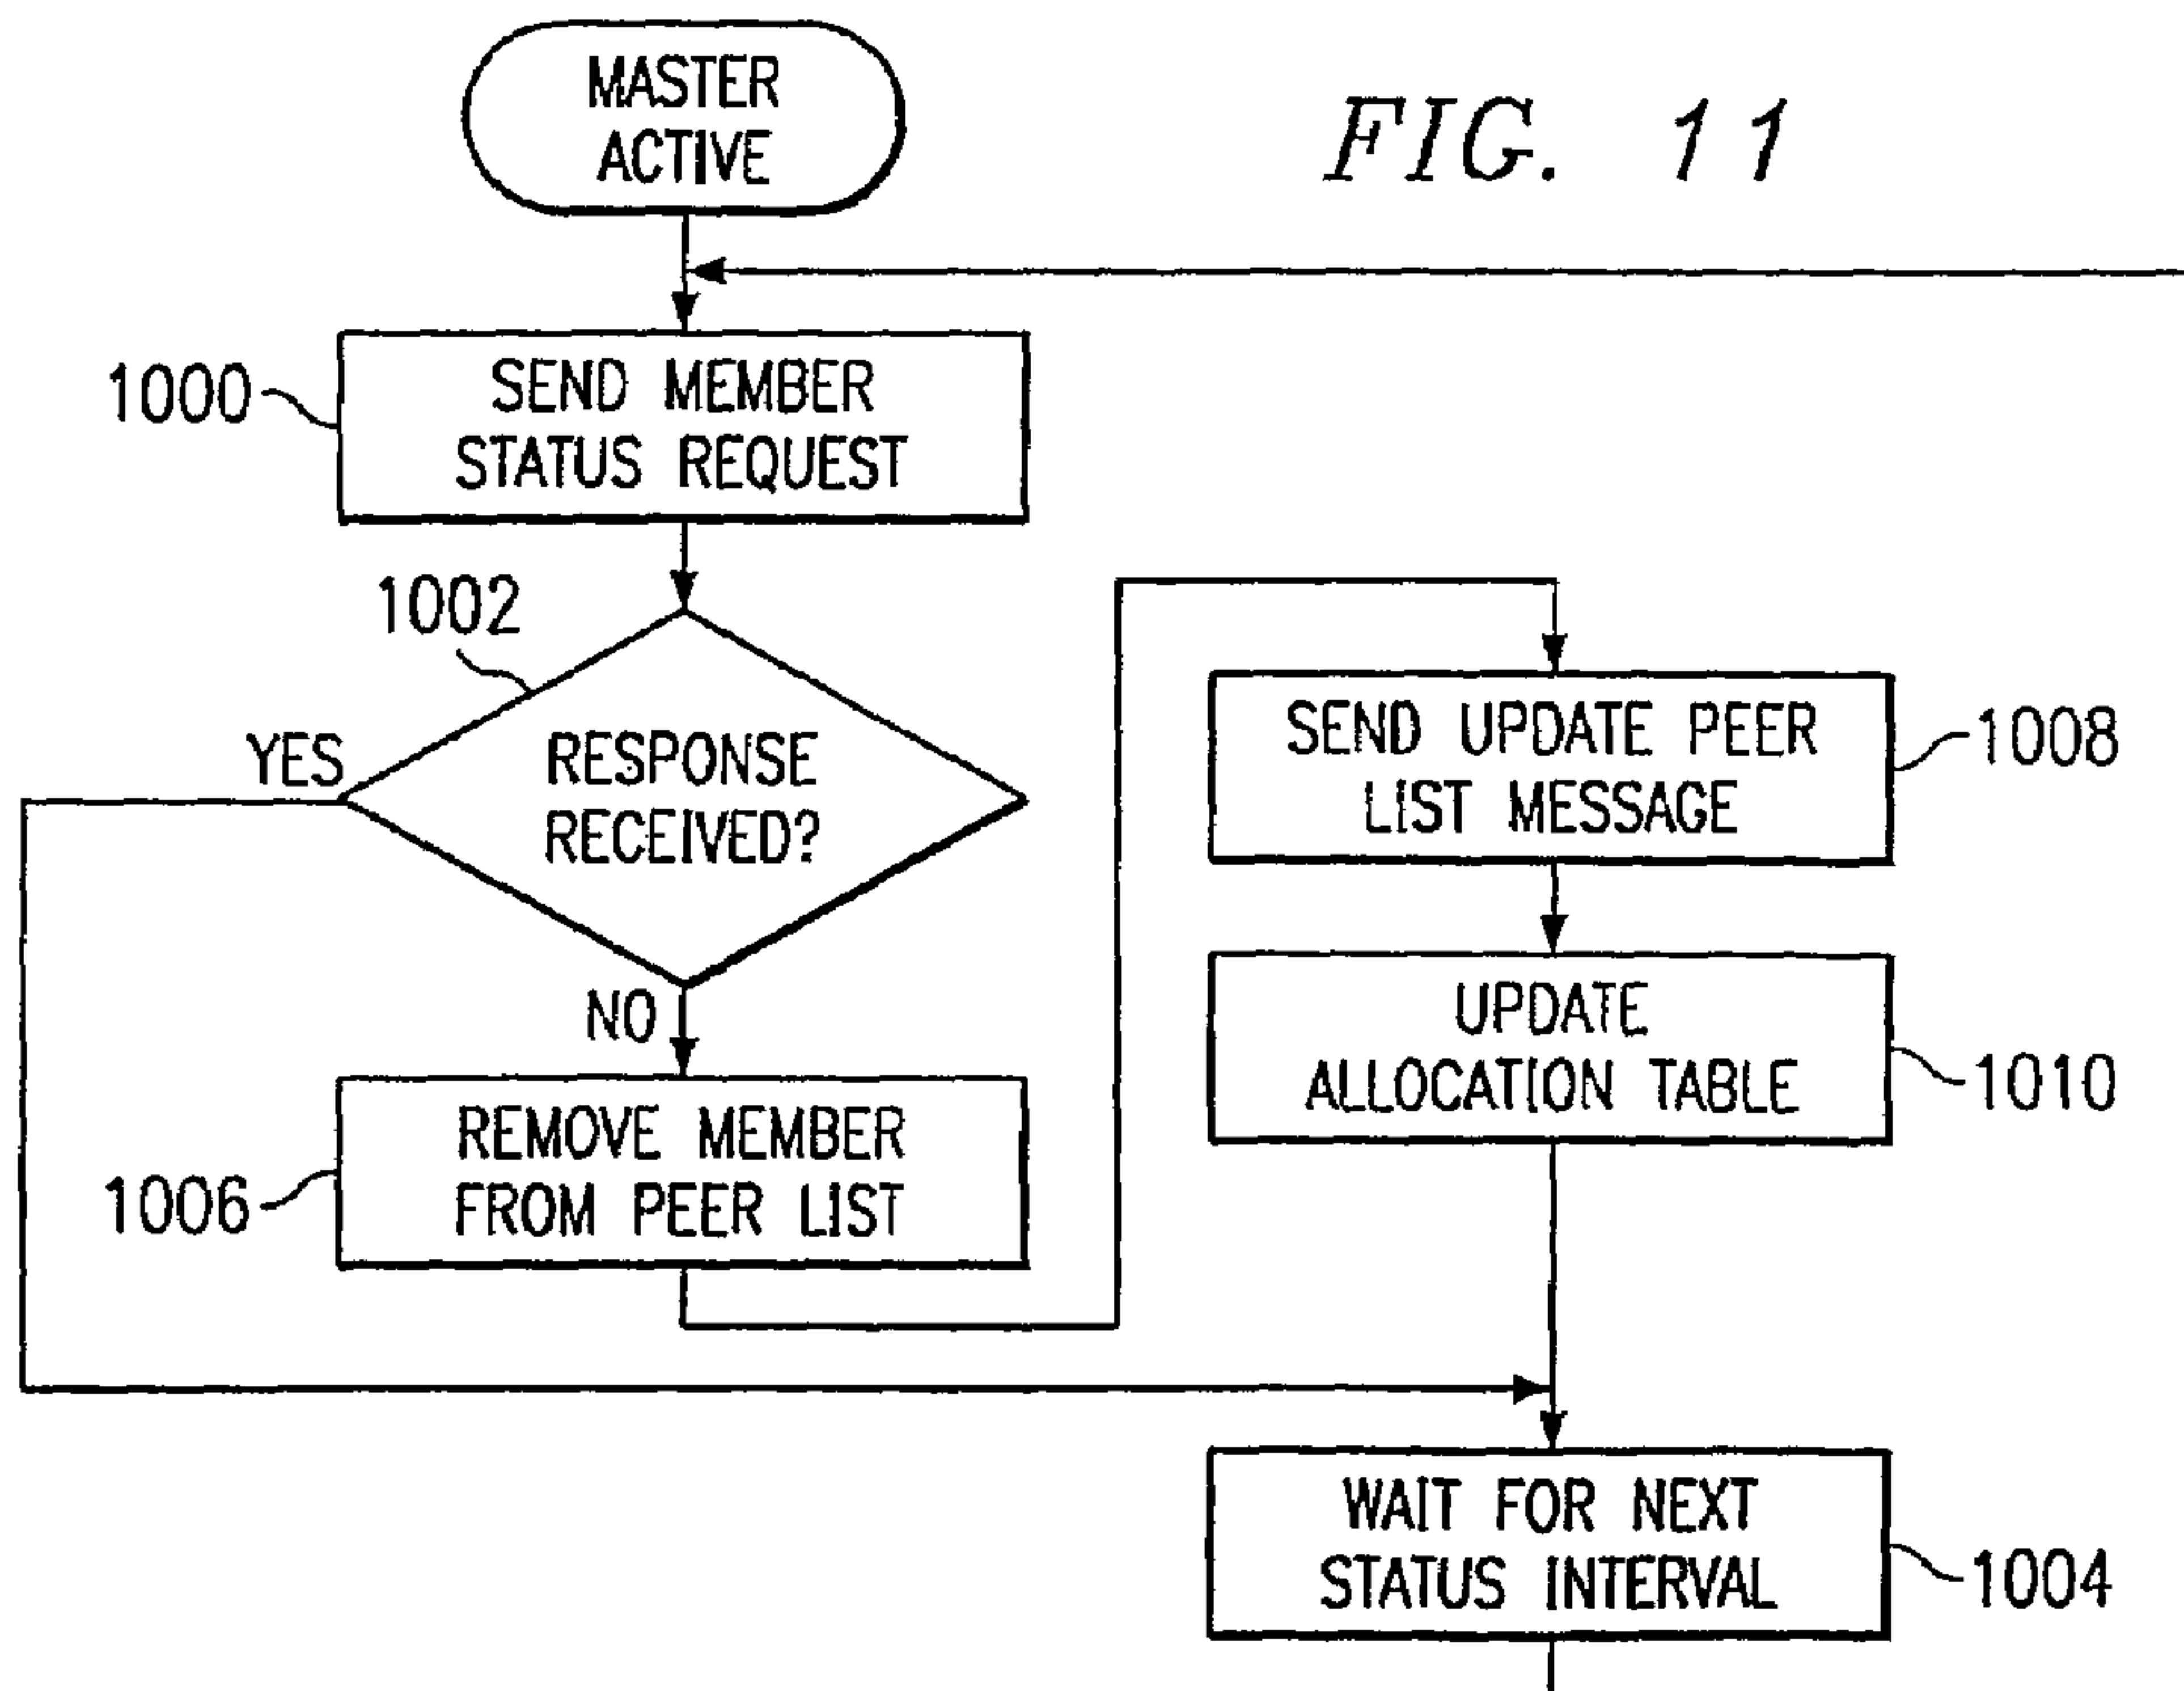 MASTER
ACTIVE
FIG. 11
1000
SEND MEMBER
STATUS REQUEST
1002
YES
RESPONSE
RECEIVED?
NO
1006
REMOVE MEMBER
FROM PEER LIST
SEND UPDATE PEER
LIST MESSAGE
1008
UPDATE
ALLOCATION TABLE
1010
WAIT FOR NEXT
STATUS INTERVAL
1004